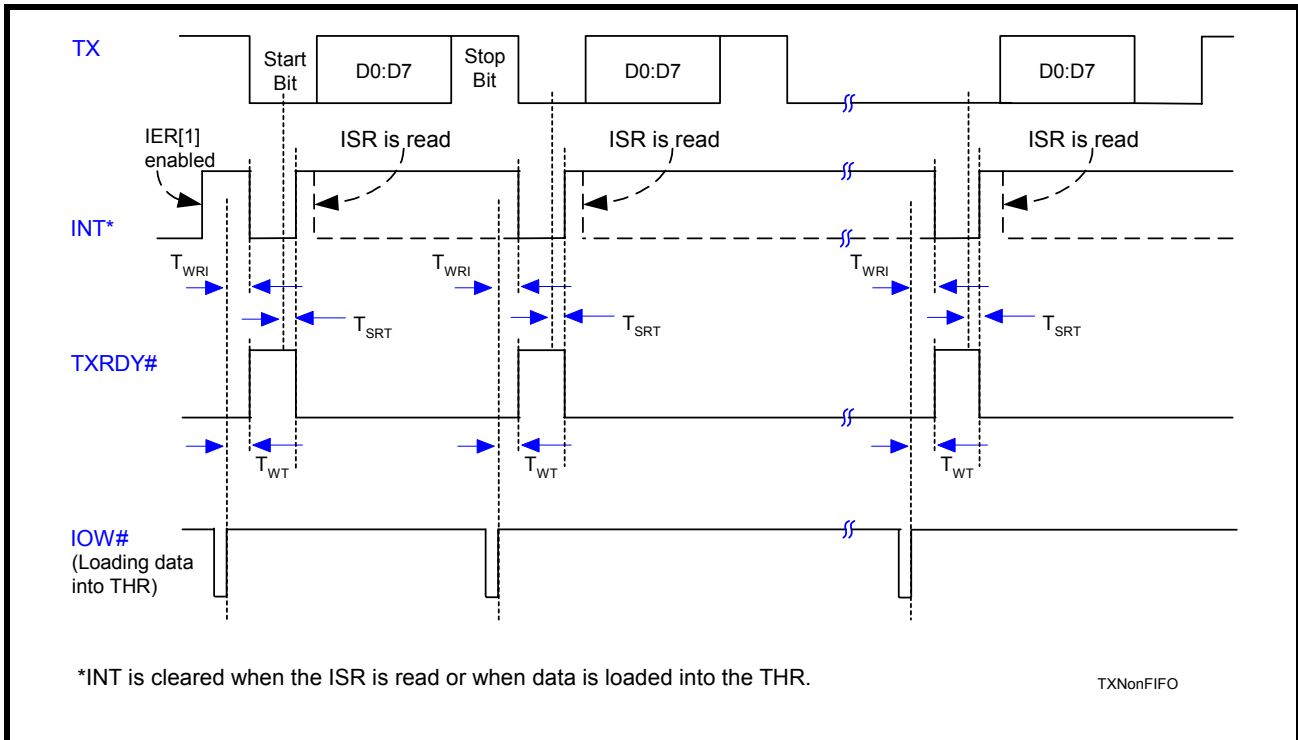 TX
Start
Bit
D0:D7
Stop
Bit
D0:D7
D0:D7
IER[1]
enabled
ISR is read
ISR is read
ISR is read
INT*
TWRI
TWRI
TWRI
TSRT
TSRT
TSRT
TXRDY#
TWT
TWT
TWT
IOW#
(Loading data
into THR)
*INT is cleared when the ISR is read or when data is loaded into the THR.
TXNonFIFO